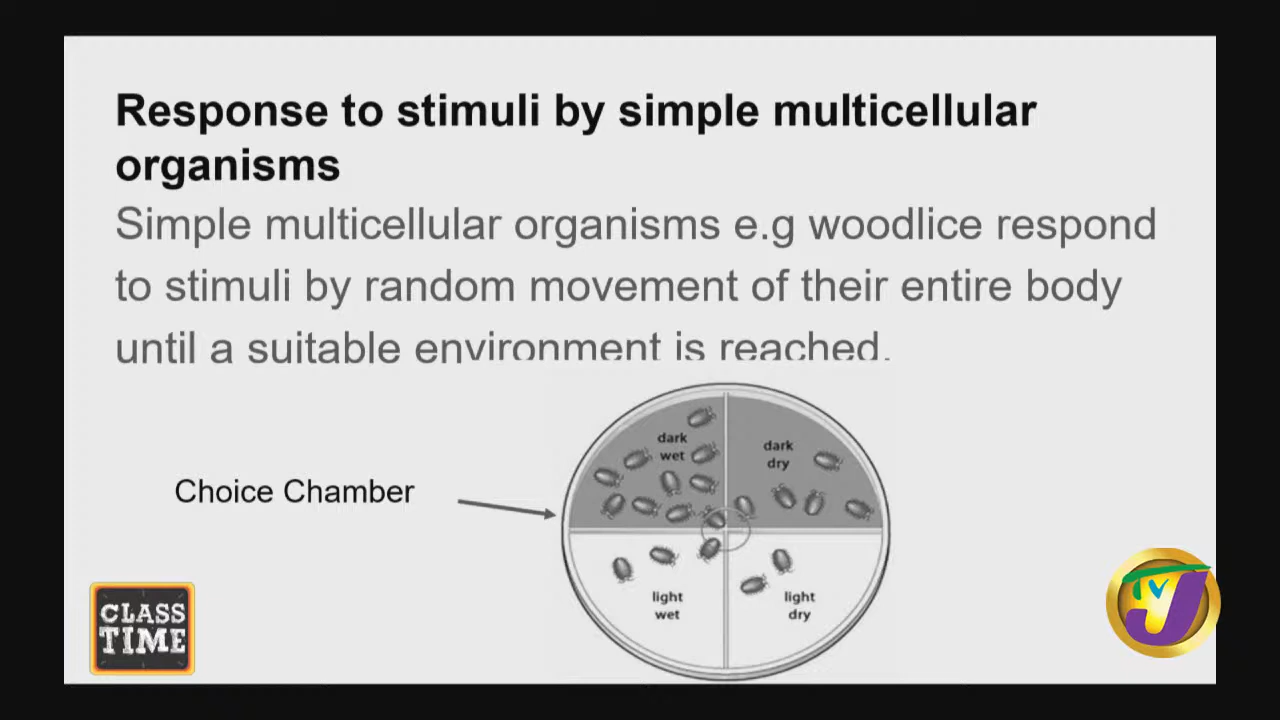 Response to stimuli by simple multicellular
organisms
Simple multicellular organisms e.g woodlice respond
to stimuli by random movement of their entire body
until a suitable environment is reached.
dark
wet
dark
dry
Choice Chamber
light
wet
light
dry
CLASS
TIME
TVJ